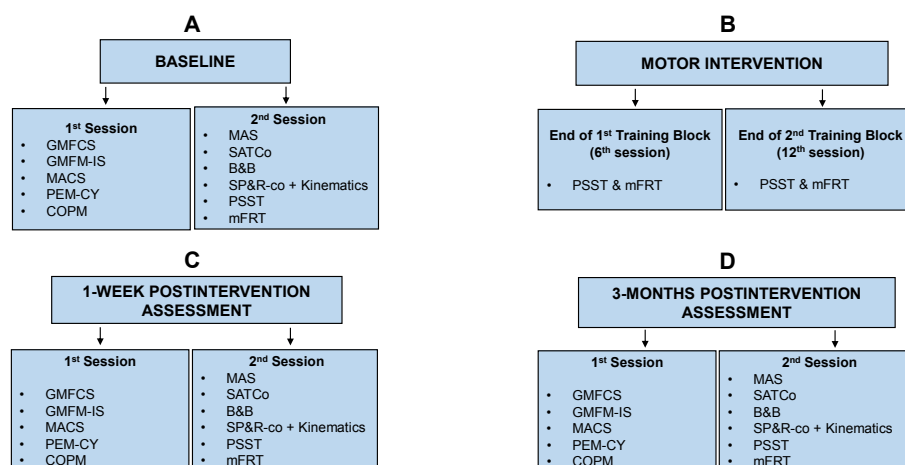 A
BASELINE
1st Session
• GMFCS
• GMFM-IS
• MACS
• PEM-CY
• COPM
2nd Session
• MAS
• SATCo
• B&B
• SP&R-co + Kinematics
• PSST
• mFRT
B
MOTOR INTERVENTION
End of 1st Training Block
(6th session)
• PSST & mFRT
End of 2nd Training Block
(12th session)
• PSST & mFRT
C
1-WEEK POSTINTERVENTION
ASSESSMENT
1st Session
• GMFCS
• GMFM-IS
• MACS
• PEM-CY
• COPM
2nd Session
• MAS
• SATCo
• B&B
• SP&R-co + Kinematics
• PSST
• mFRT
D
3-MONTHS POSTINTERVENTION
ASSESSMENT
1st Session
• GMFCS
• GMFM-IS
• MACS
• PEM-CY
• COPM
2nd Session
• MAS
• SATCo
• B&B
• SP&R-co + Kinematics
• PSST
• mFRT